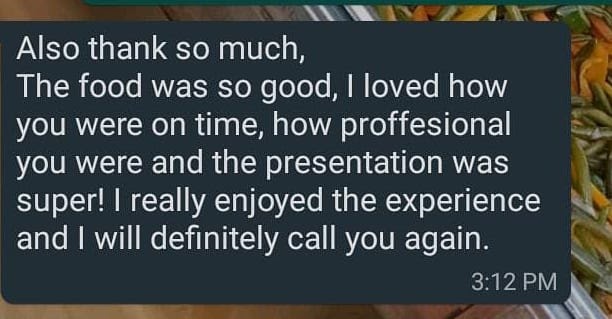 Also thank so much,
The food was so good, I loved how
you were on time, how proffesional
you were and the presentation was
super! I really enjoyed the experience
and I will definitely call you again.
3:12 PM